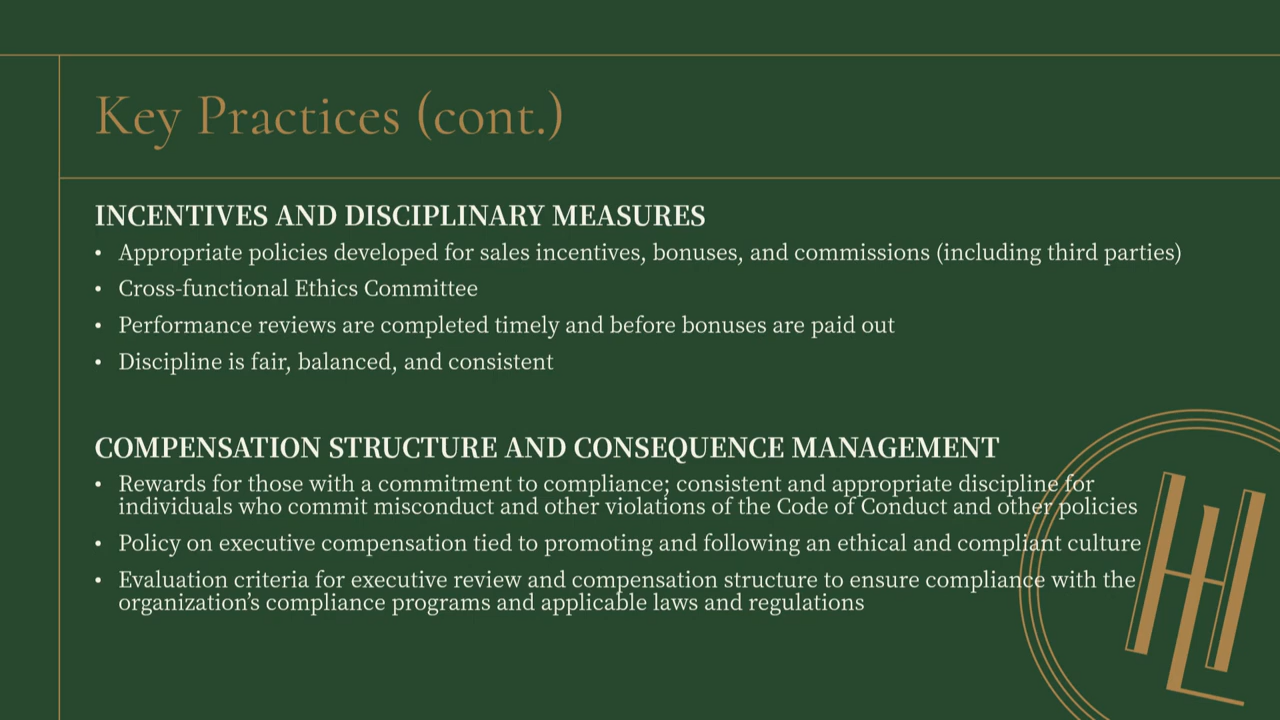 Key Practices (cont.)
INCENTIVES AND DISCIPLINARY MEASURES
• Appropriate policies developed for sales incentives, bonuses, and commissions (including third parties)
• Cross-functional Ethics Committee
• Performance reviews are completed timely and before bonuses are paid out
• Discipline is fair, balanced, and consistent
COMPENSATION STRUCTURE AND CONSEQUENCE MANAGEMENT
• Rewards for those with a commitment to compliance; consistent and appropriate discipline for
individuals who commit misconduct and other violations of the Code of Conduct and other policies
• Policy on executive compensation tied to promoting and following an ethical and compliant culture
• Evaluation criteria for executive review and compensation structure to ensure compliance with the
organization's compliance programs and applicable laws and regulations
HL